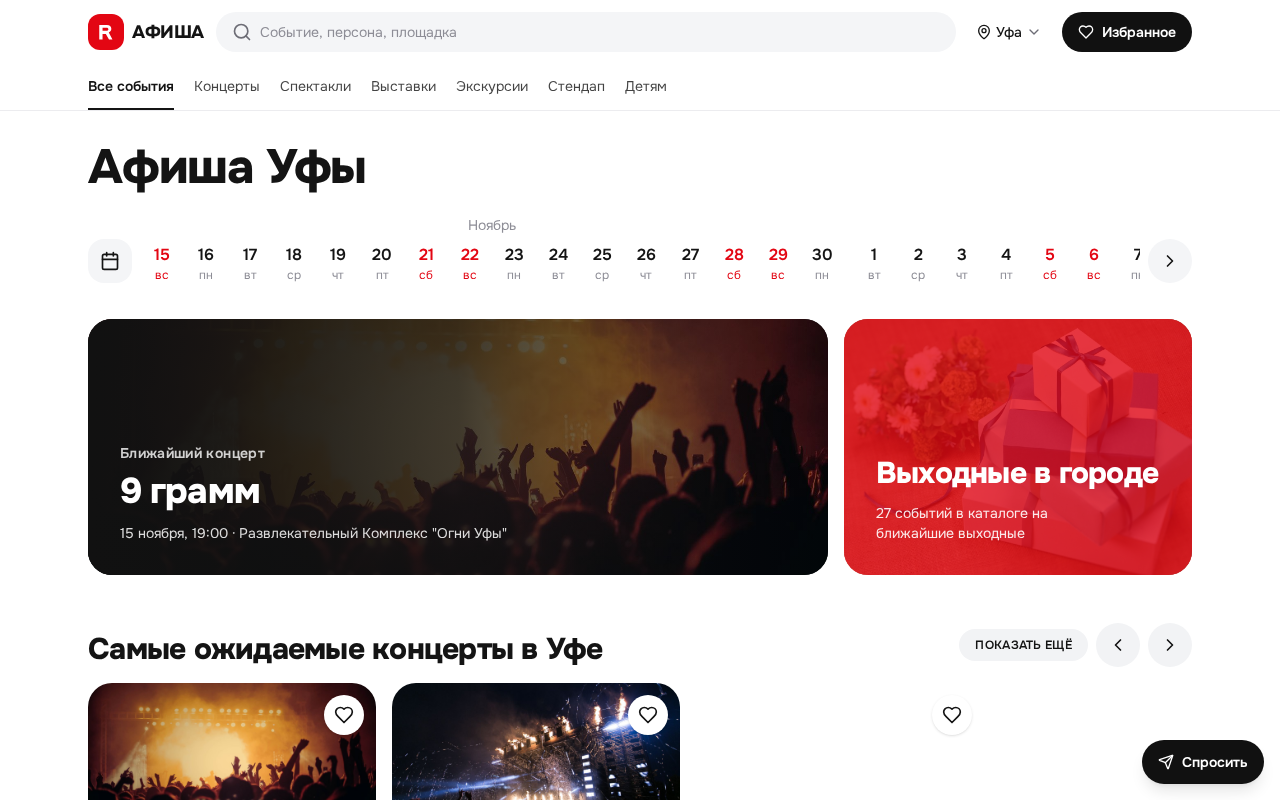 R АФИША
Событие, персона, площадка
Уфа
Избранное
Все события Концерты Спектакли Выставки Экскурсии Стендап Детям
Афиша Уфы
Ноябрь
15 16 17 18 19 20 21 22 23 24 25 26 27 28 29 30 1 2 3 4 5 6 7
вс пн вт ср чт пт сб вс пн вт ср чт пт сб вс пн вт ср чт пт сб вс
Ближайший концерт
9 грамм
15 ноября, 19:00 · Развлекательный Комплекс "Огни Уфы"
Выходные в городе
27 событий в каталоге на
ближайшие выходные
Самые ожидаемые концерты в Уфе
ПОКАЗАТЬ ЕЩЁ
Спросить